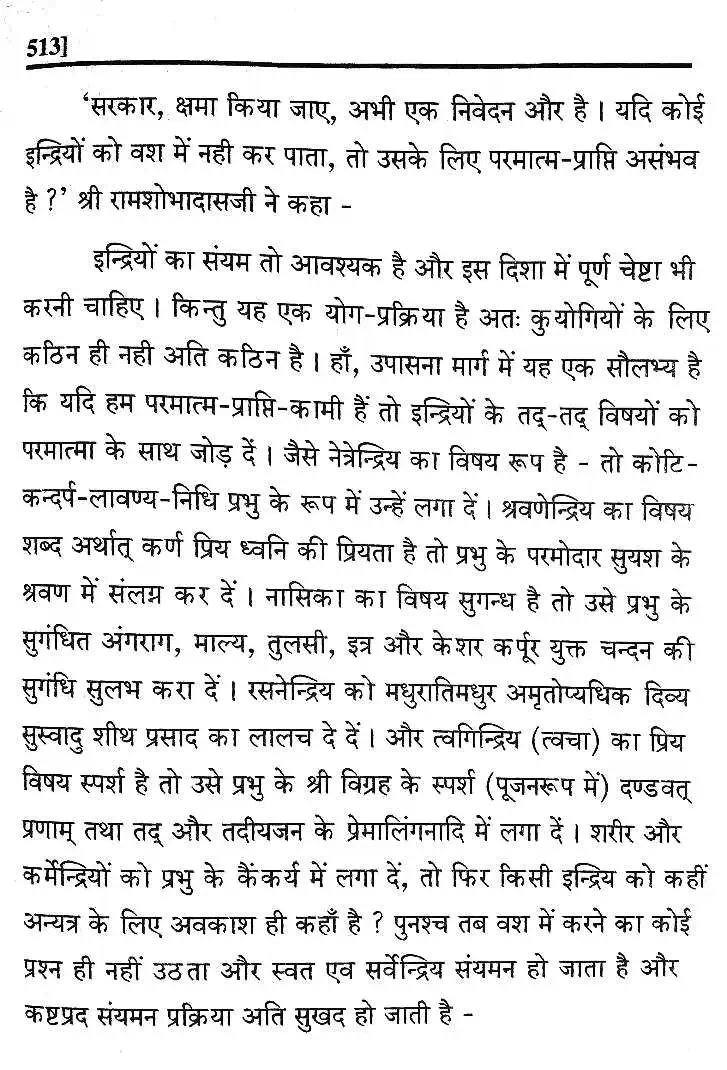 513]
'सरकार, क्षमा किया जाए, अभी एक निवेदन और है । यदि कोई
इन्द्रियों को वश में नही कर पाता, तो उसके लिए परमात्म-प्राप्ति असंभव
है ?' श्री रामशोभादासजी ने कहा -
इन्द्रियों का संयम तो आवश्यक है और इस दिशा में पूर्ण चेष्टा भी
करनी चाहिए । किन्तु यह एक योग-प्रक्रिया है अतः कुयोगियों के लिए
कठिन ही नही अति कठिन है । हाँ, उपासना मार्ग में यह एक सौलभ्य है
कि यदि हम परमात्म-प्राप्ति-कामी हैं तो इन्द्रियों के तद्-तद् विषयों को
परमात्मा के साथ जोड़ दें । जैसे नेत्रेन्द्रिय का विषय रूप है - तो कोटि-
कन्दर्प-लावण्य-निधि प्रभु के रूप में उन्हें लगा दें । श्रवणेन्द्रिय का विषय
शब्द अर्थात् कर्ण प्रिय ध्वनि की प्रियता है तो प्रभु के परमोदार सुयश के
श्रवण में संलग्न कर दें । नासिका का विषय सुगन्ध है तो उसे प्रभु के
सुगंधित अंगराग, माल्य, तुलसी, इत्र और केशर कर्पूर युक्त चन्दन की
सुगंधि सुलभ करा दें । रसनेन्द्रिय को मधुरातिमधुर अमृतोप्यधिक दिव्य
सुस्वादु शीथ प्रसाद का लालच दे दें । और त्वगिन्द्रिय (त्वचा) का प्रिय
विषय स्पर्श है तो उसे प्रभु के श्री विग्रह के स्पर्श (पूजनरूप में) दण्डवत्
प्रणाम् तथा तद् और तदीयजन के प्रेमालिंगनादि में लगा दें । शरीर और
कर्मेन्द्रियों को प्रभु के कैंकर्य में लगा दें, तो फिर किसी इन्द्रिय को कहीं
अन्यत्र के लिए अवकाश ही कहाँ है ? पुनश्च तब वश में करने का कोई
प्रश्न ही नहीं उठता और स्वत एव सर्वेन्द्रिय संयमन हो जाता है और
कष्टप्रद संयमन प्रक्रिया अति सुखद हो जाती है -